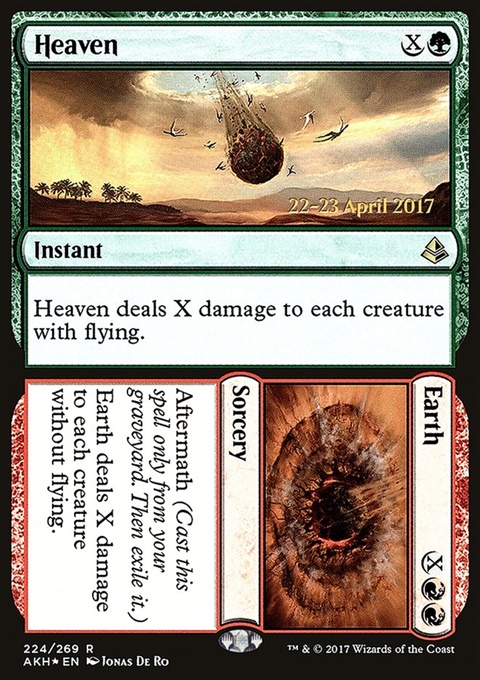 Heaven
X
22-23 April 2017
Instant
Heaven deals X damage to each creature
with flying.
Earth
X
Sorcery
Aftermath (Cast this
spell only from your
graveyard. Then exile it.)
Earth deals X damage
to each creature
without flying.
224/269 R
AKH★EN Jonas De Ro
™ & © 2017 Wizards of the Coast